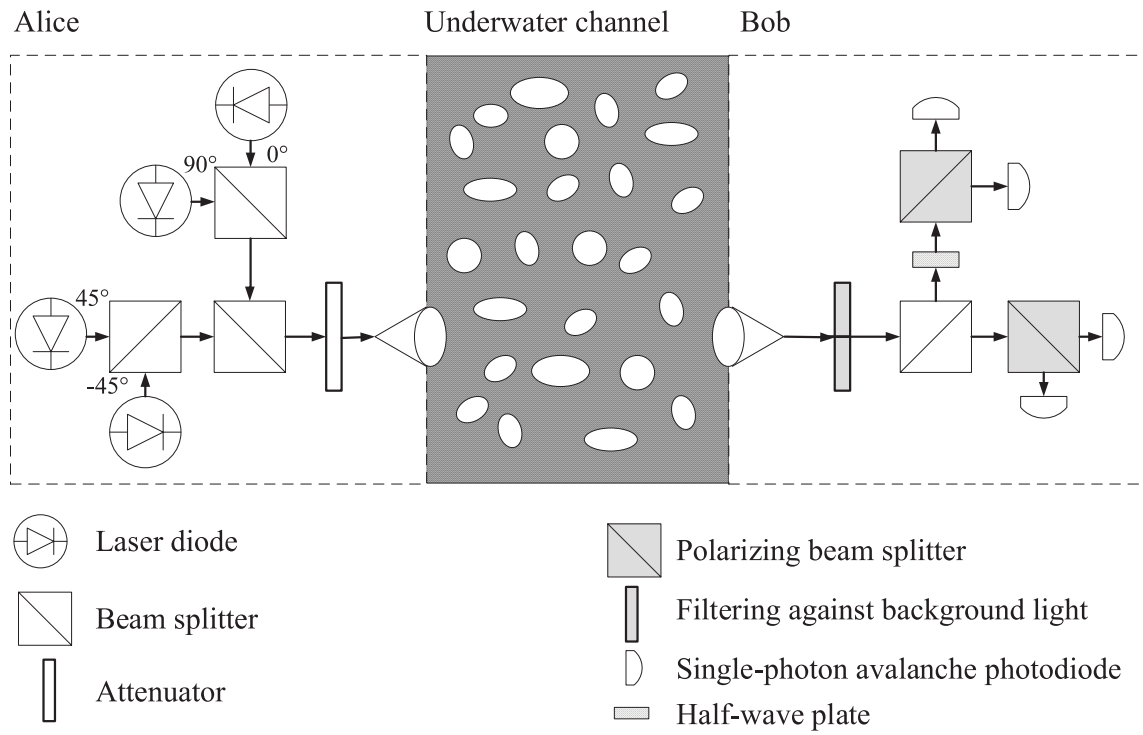 Alice
Underwater channel
Bob
0°
90°
45°
-45°
Laser diode
Beam splitter
Attenuator
Polarizing beam splitter
Filtering against background light
Single-photon avalanche photodiode
Half-wave plate